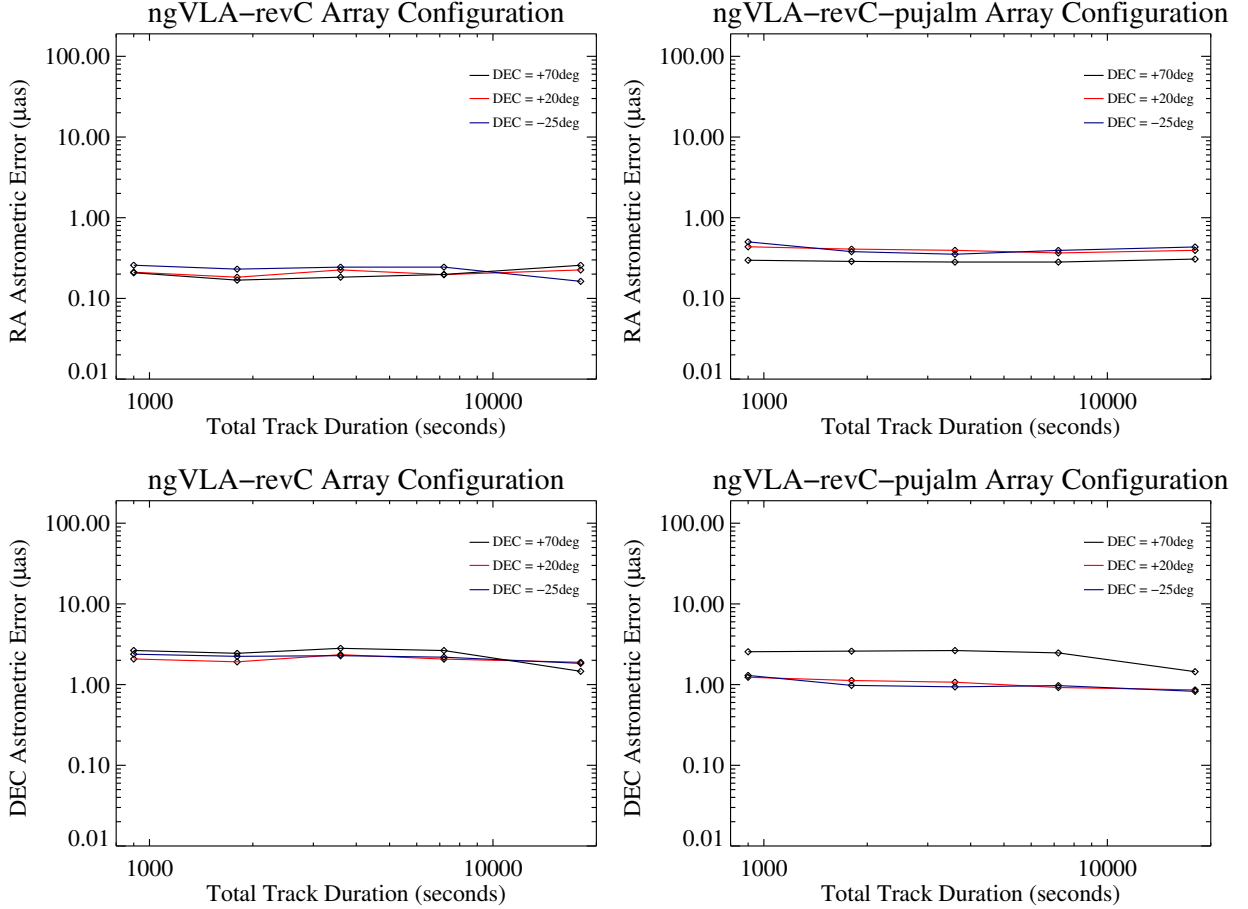 ngVLA−revC Array Configuration
RA Astrometric Error (μas)
100.00
10.00
1.00
0.10
0.01
DEC = +70deg
DEC = +20deg
DEC = −25deg
1000
10000
Total Track Duration (seconds)
ngVLA−revC−pujalm Array Configuration
RA Astrometric Error (μas)
100.00
10.00
1.00
0.10
0.01
DEC = +70deg
DEC = +20deg
DEC = −25deg
1000
10000
Total Track Duration (seconds)
ngVLA−revC Array Configuration
DEC Astrometric Error (μas)
100.00
10.00
1.00
0.10
0.01
DEC = +70deg
DEC = +20deg
DEC = −25deg
1000
10000
Total Track Duration (seconds)
ngVLA−revC−pujalm Array Configuration
DEC Astrometric Error (μas)
100.00
10.00
1.00
0.10
0.01
DEC = +70deg
DEC = +20deg
DEC = −25deg
1000
10000
Total Track Duration (seconds)